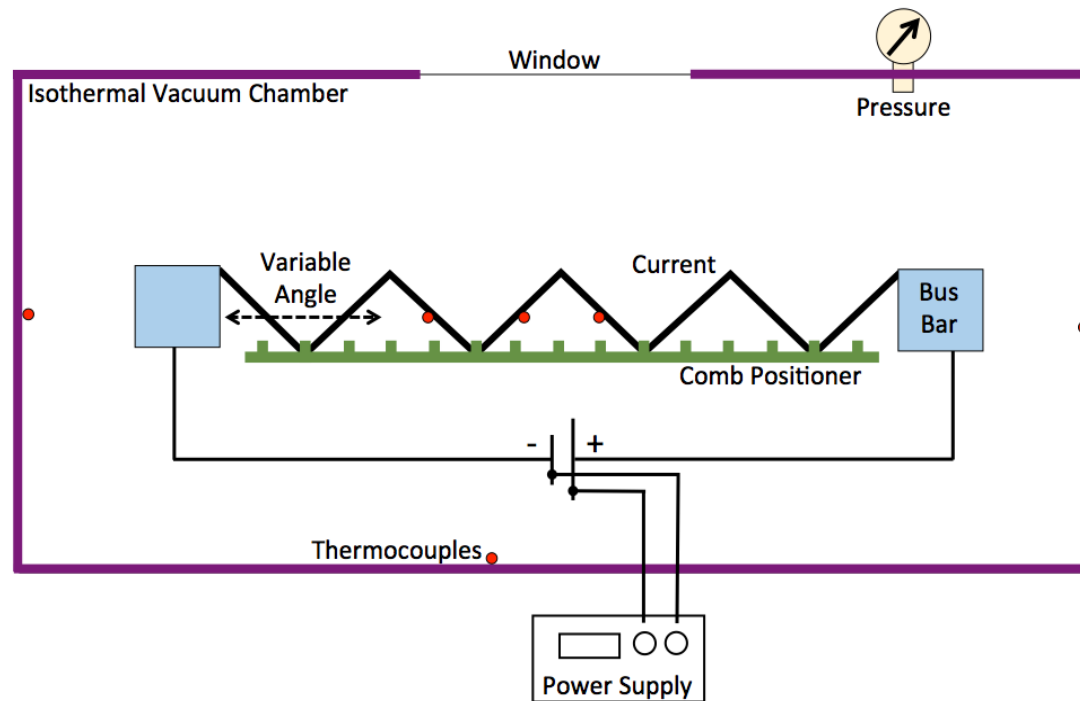 Window
Isothermal Vacuum Chamber
Pressure
Variable
Angle
Current
Bus
Bar
Comb Positioner
- +
Thermocouples
Power Supply